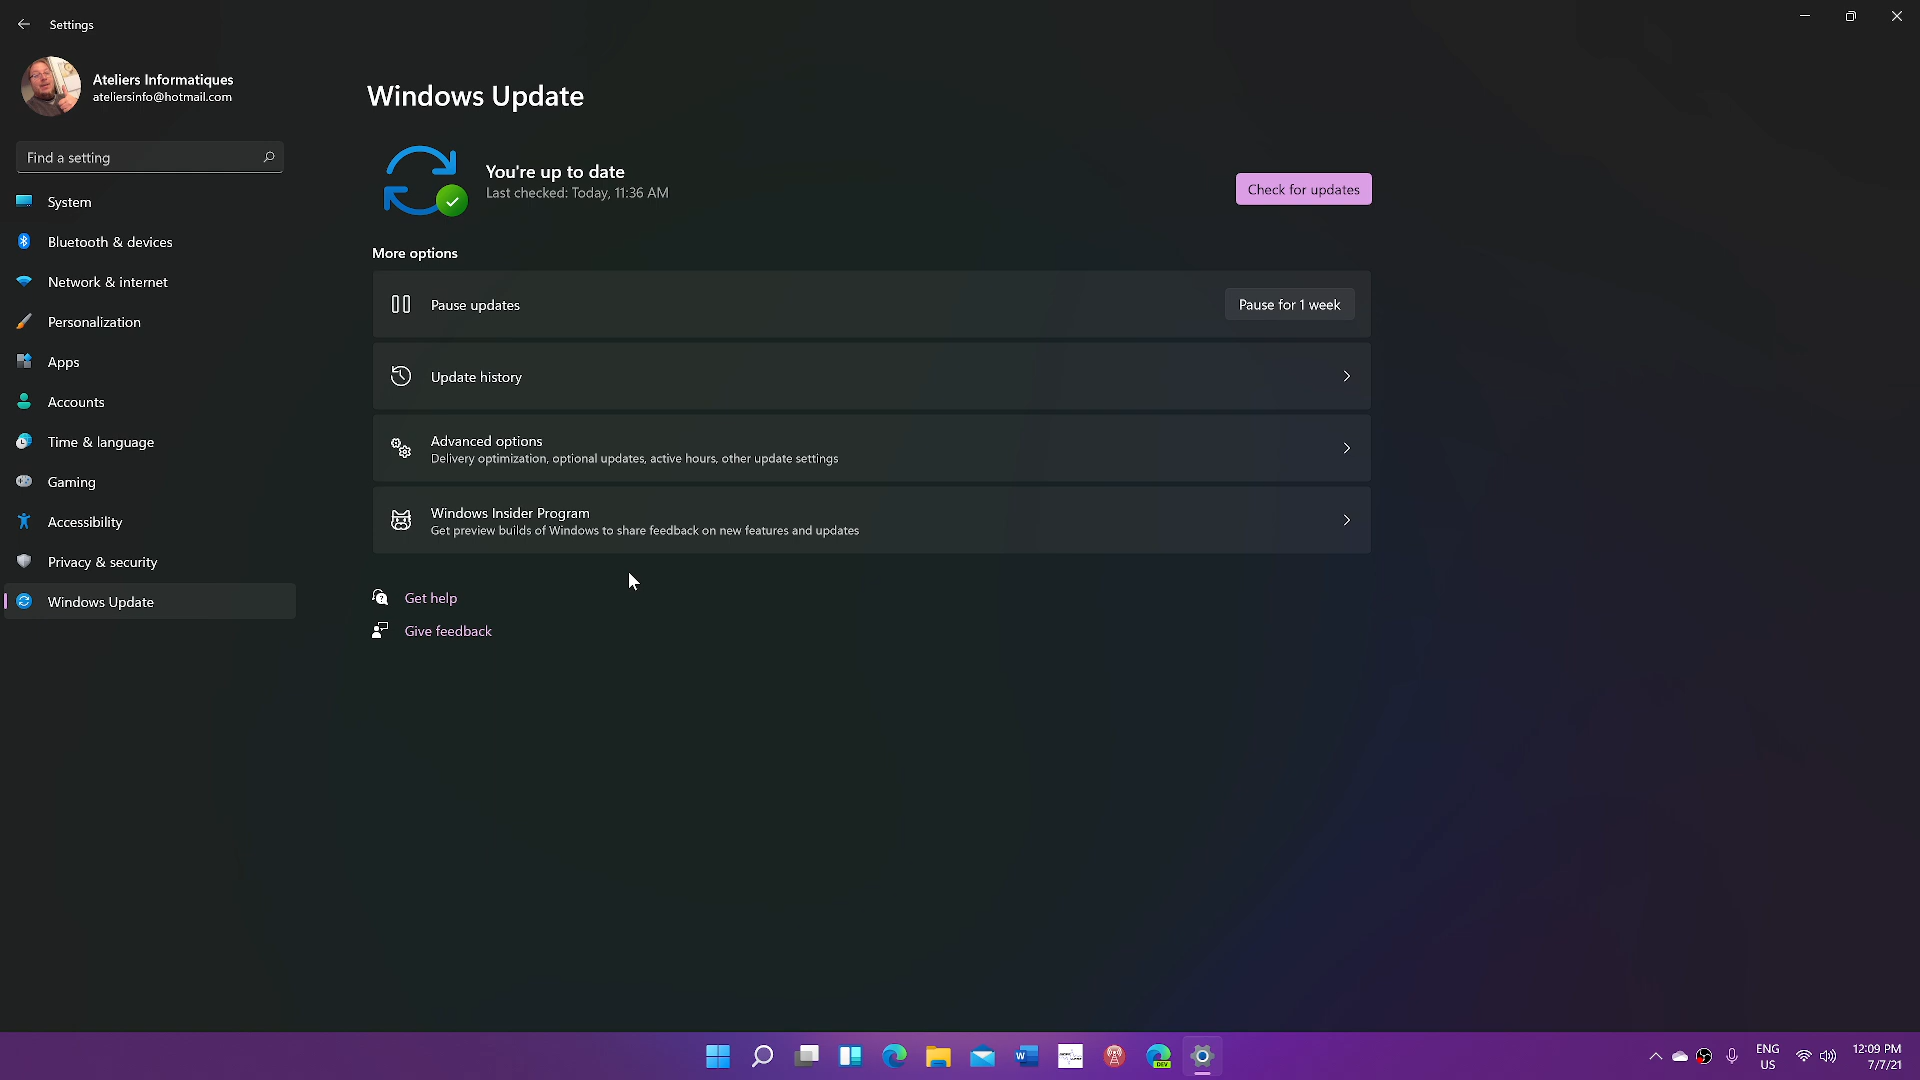 Settings
Ateliers Informatiques
ateliersinfo@hotmail.com
Find a setting
System
Bluetooth & devices
Network & internet
Personalization
Apps
Accounts
Time & language
Gaming
Accessibility
Privacy & security
Windows Update
Windows Update
You're up to date
Last checked: Today, 11:36 AM
Check for updates
More options
Pause updates
Pause for 1 week
Update history
Advanced options
Delivery optimization, optional updates, active hours, other update settings
Windows Insider Program
Get preview builds of Windows to share feedback on new features and updates
Get help
Give feedback
DEV
ENG
US
12:09 PM
7/7/21